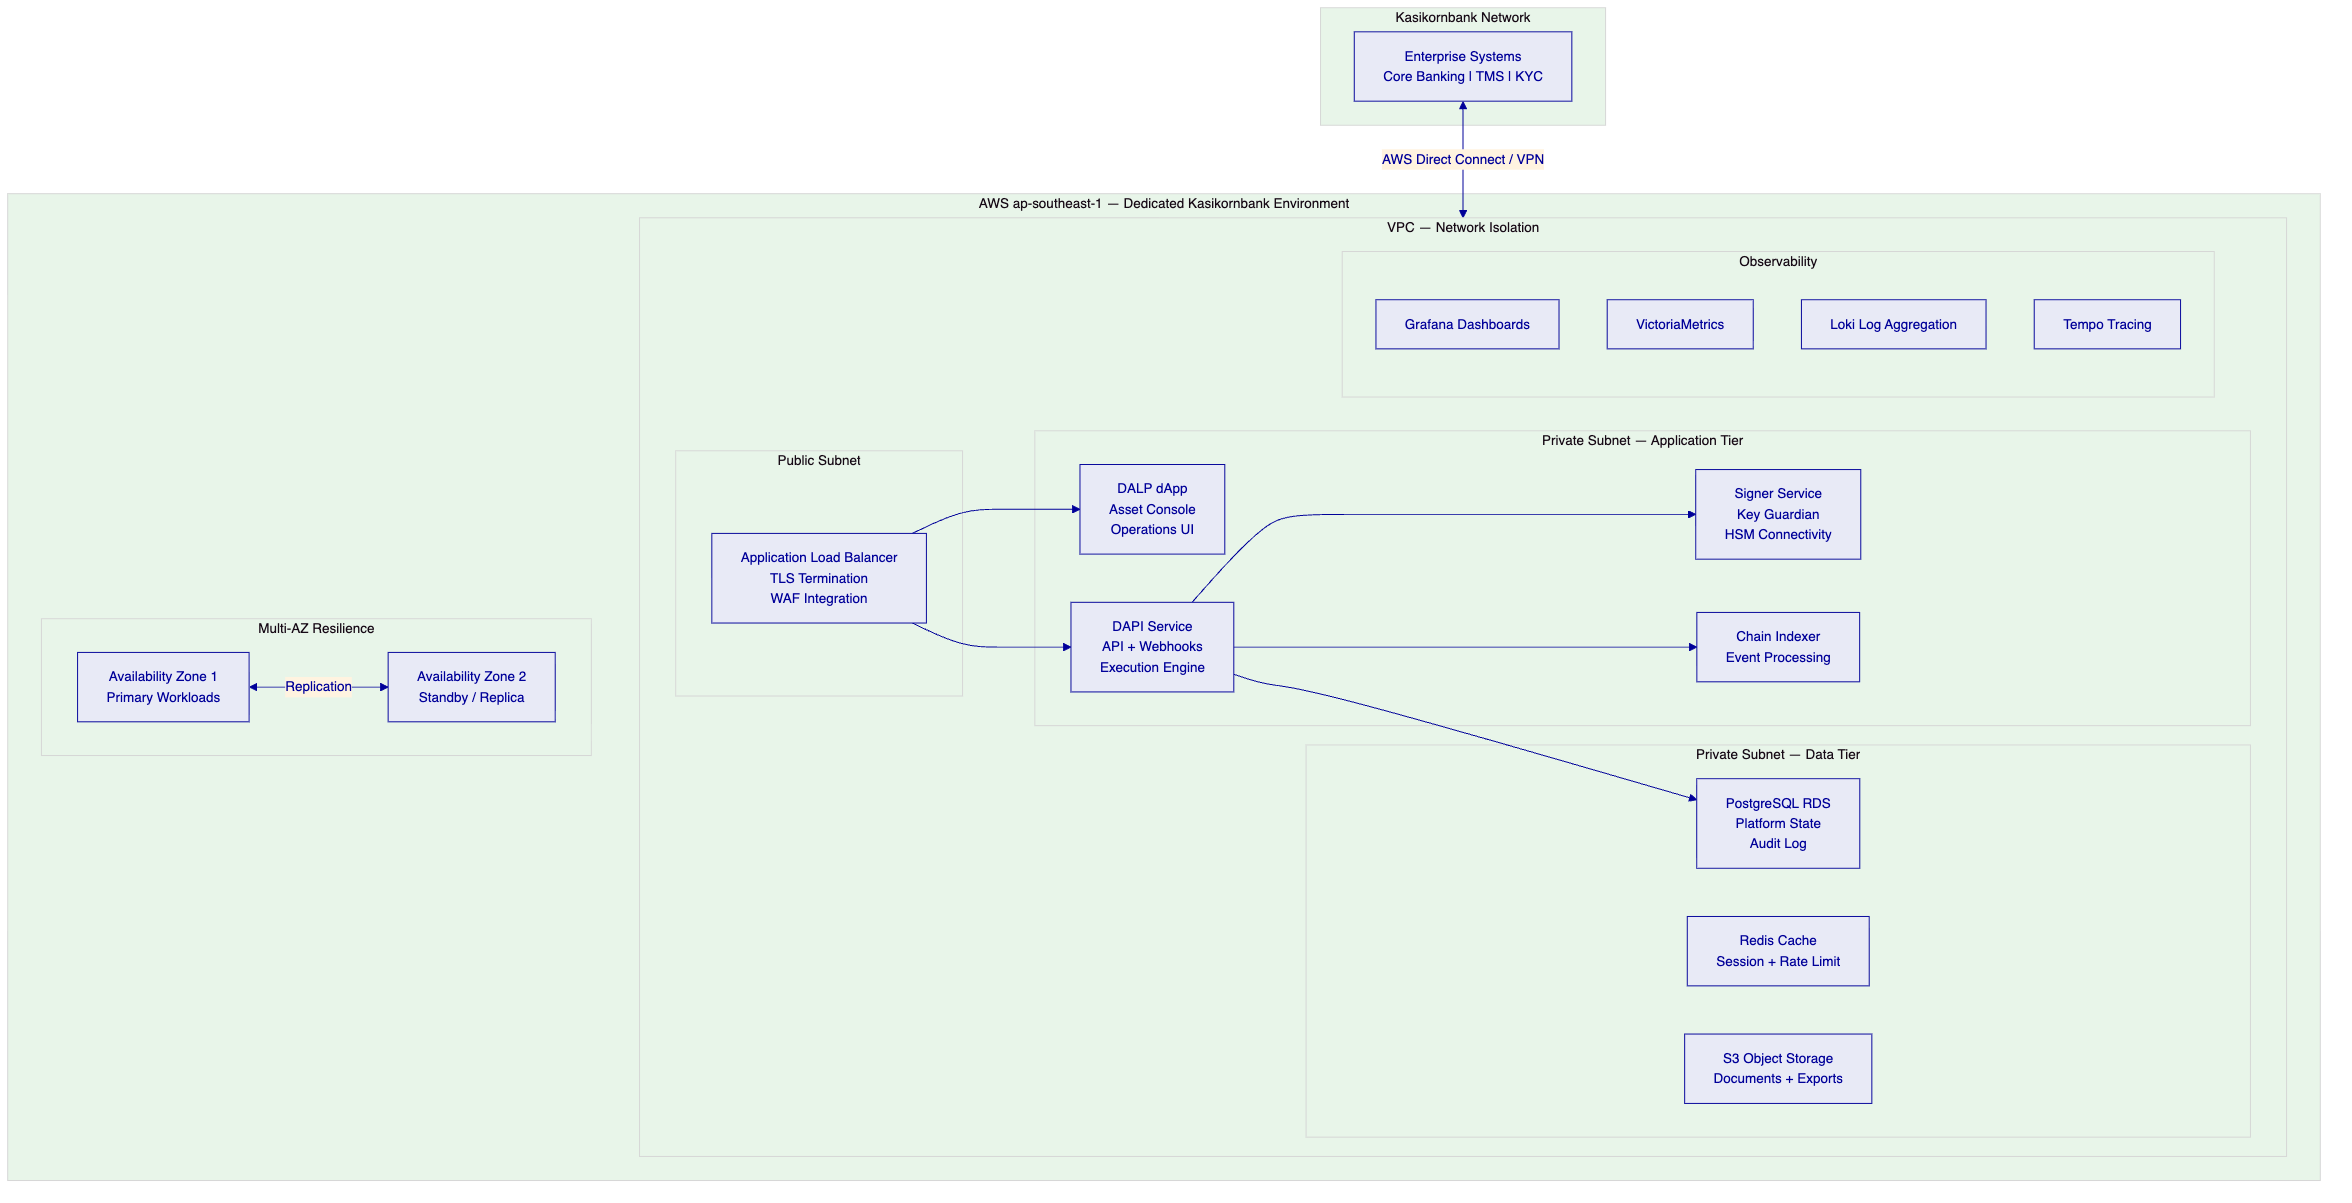 Kasikornbank Network
Enterprise Systems
Core Banking | TMS | KYC
AWS Direct Connect / VPN
AWS ap-southeast-1 — Dedicated Kasikornbank Environment
VPC — Network Isolation
Observability
Grafana Dashboards
VictoriaMetrics
Loki Log Aggregation
Tempo Tracing
Public Subnet
Application Load Balancer
TLS Termination
WAF Integration
Private Subnet — Application Tier
DALP dApp
Asset Console
Operations UI
Signer Service
Key Guardian
HSM Connectivity
DAPI Service
API + Webhooks
Execution Engine
Chain Indexer
Event Processing
Multi-AZ Resilience
Availability Zone 1
Primary Workloads
Replication
Availability Zone 2
Standby / Replica
Private Subnet — Data Tier
PostgreSQL RDS
Platform State
Audit Log
Redis Cache
Session + Rate Limit
S3 Object Storage
Documents + Exports